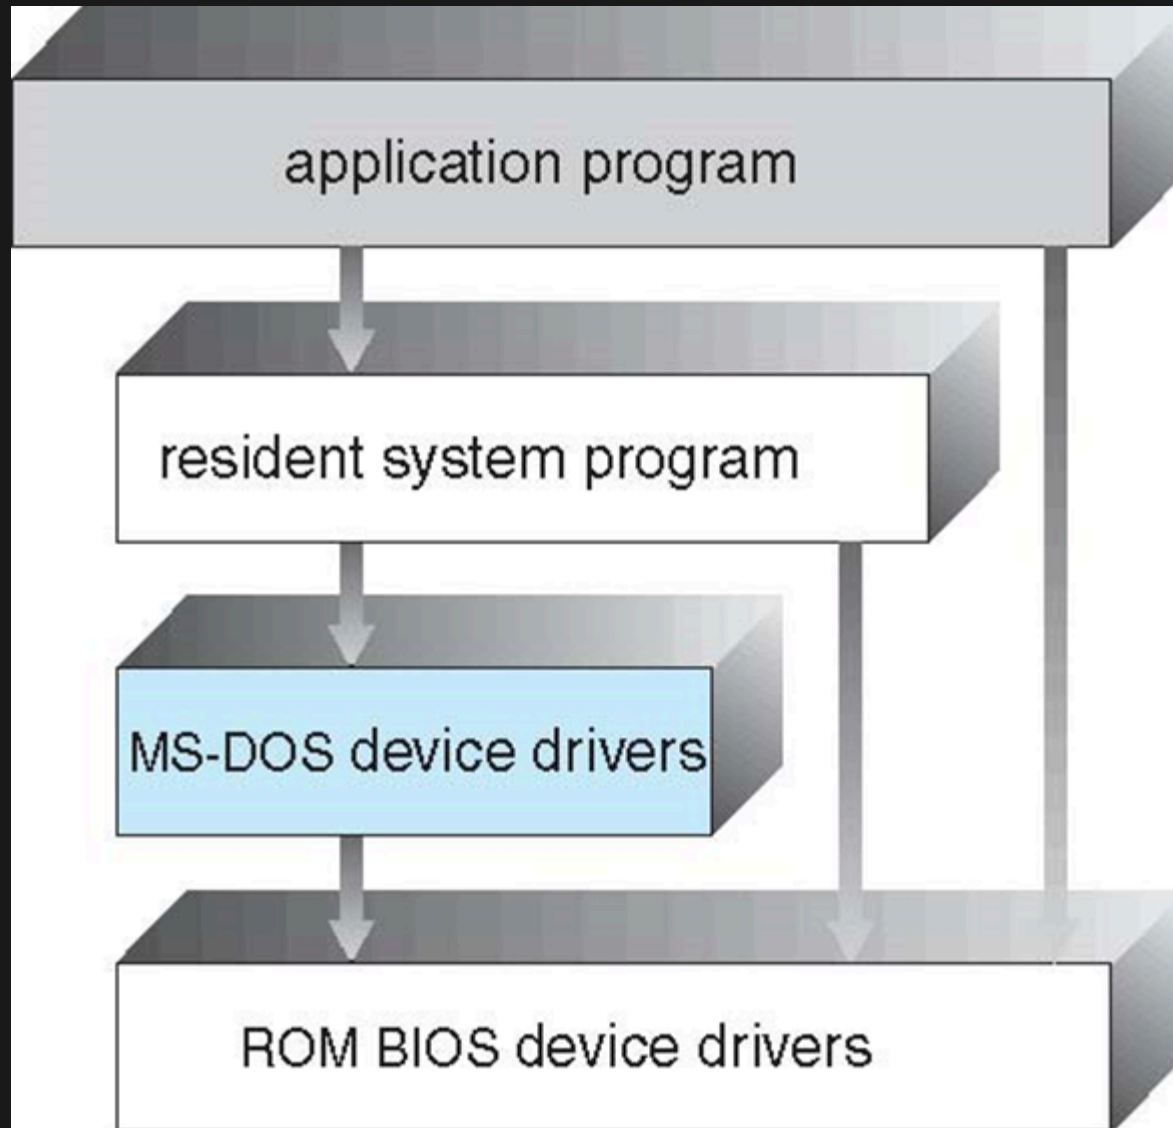 application program
resident system program
MS-DOS device drivers
ROM BIOS device drivers